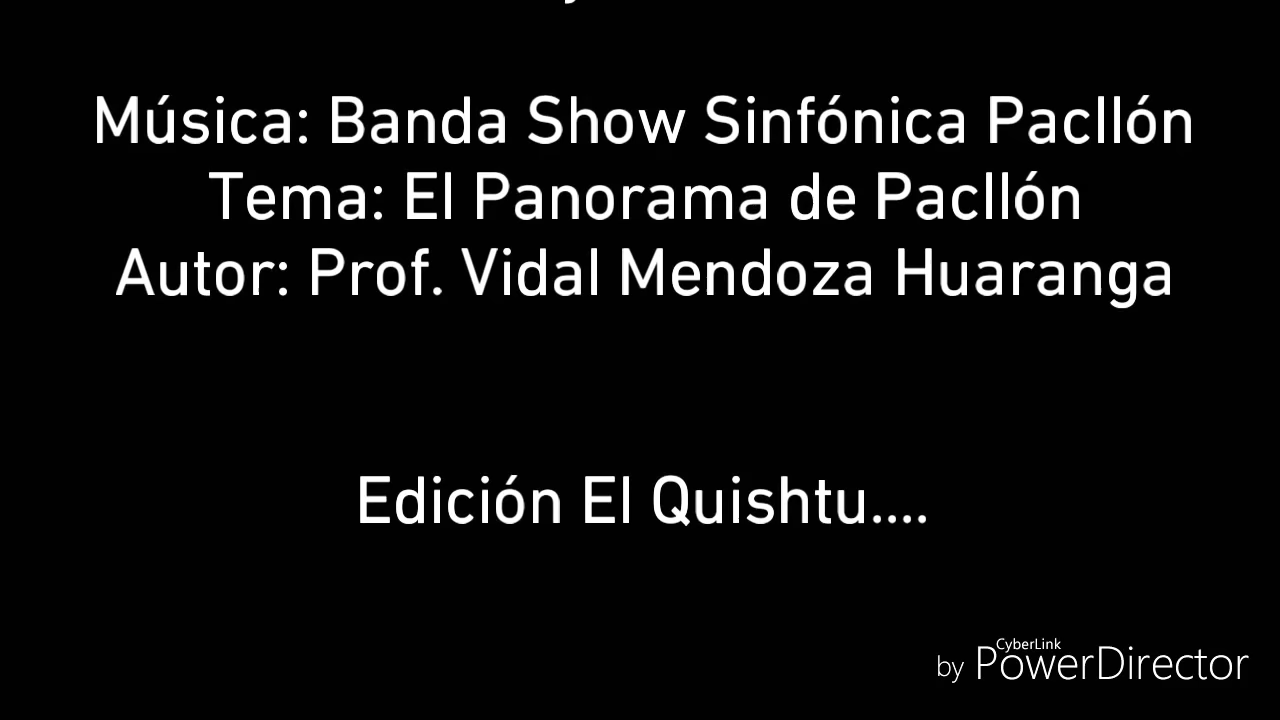 Música: Banda Show Sinfónica Pacllón
Tema: El Panorama de Pacllón
Autor: Prof. Vidal Mendoza Huaranga
Edición El Quishtu....
CyberLink
by PowerDirector